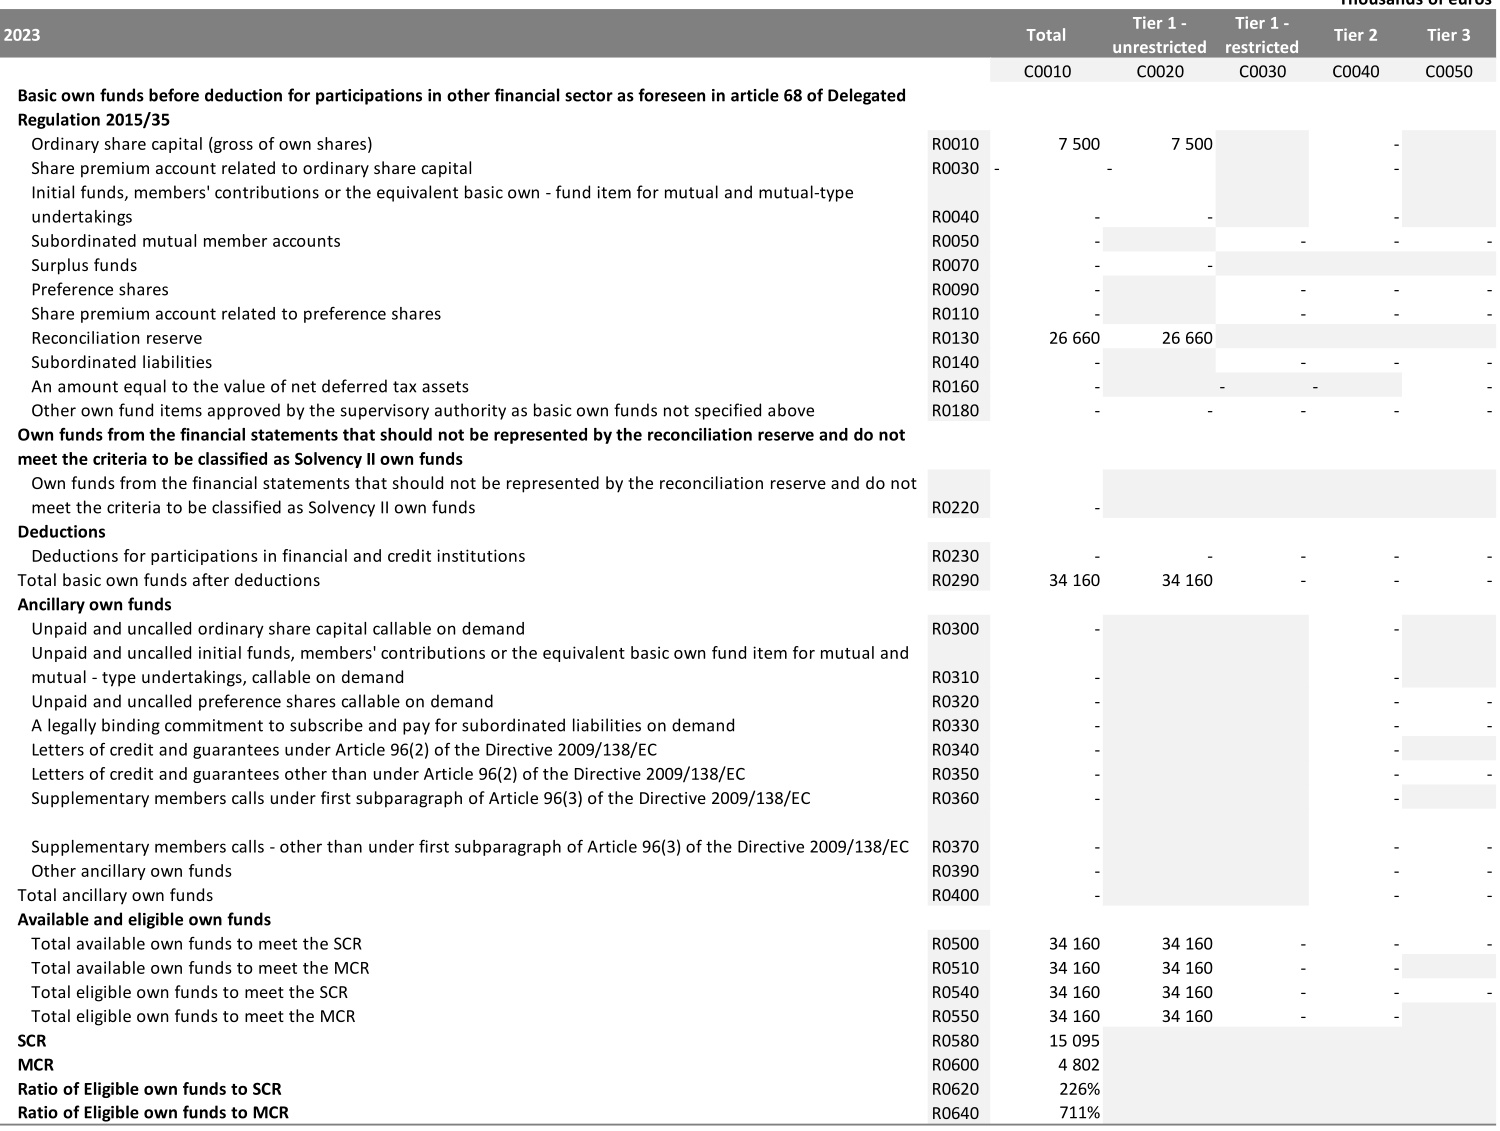 Thousands of euros
2023 Total Tier 1 - unrestricted Tier 1 - restricted Tier 2 Tier 3
C0010 C0020 C0030 C0040 C0050
Basic own funds before deduction for participations in other financial sector as foreseen in article 68 of Delegated
Regulation 2015/35
Ordinary share capital (gross of own shares) R0010 7 500 7 500 -
Share premium account related to ordinary share capital R0030 - - -
Initial funds, members' contributions or the equivalent basic own - fund item for mutual and mutual-type
undertakings R0040 - - -
Subordinated mutual member accounts R0050 - - - -
Surplus funds R0070 - -
Preference shares R0090 - - - -
Share premium account related to preference shares R0110 - - - -
Reconciliation reserve R0130 26 660 26 660
Subordinated liabilities R0140 - - - -
An amount equal to the value of net deferred tax assets R0160 - - - -
Other own fund items approved by the supervisory authority as basic own funds not specified above R0180 - - - - -
Own funds from the financial statements that should not be represented by the reconciliation reserve and do not
meet the criteria to be classified as Solvency II own funds
Own funds from the financial statements that should not be represented by the reconciliation reserve and do not
meet the criteria to be classified as Solvency II own funds R0220 -
Deductions
Deductions for participations in financial and credit institutions R0230 - - - - -
Total basic own funds after deductions R0290 34 160 34 160 - - -
Ancillary own funds
Unpaid and uncalled ordinary share capital callable on demand R0300 - -
Unpaid and uncalled initial funds, members' contributions or the equivalent basic own fund item for mutual and
mutual - type undertakings, callable on demand R0310 - -
Unpaid and uncalled preference shares callable on demand R0320 - - -
A legally binding commitment to subscribe and pay for subordinated liabilities on demand R0330 - - -
Letters of credit and guarantees under Article 96(2) of the Directive 2009/138/EC R0340 - -
Letters of credit and guarantees other than under Article 96(2) of the Directive 2009/138/EC R0350 - - -
Supplementary members calls under first subparagraph of Article 96(3) of the Directive 2009/138/EC R0360 - -
Supplementary members calls - other than under first subparagraph of Article 96(3) of the Directive 2009/138/EC R0370 - - -
Other ancillary own funds R0390 - - -
Total ancillary own funds R0400 - - -
Available and eligible own funds
Total available own funds to meet the SCR R0500 34 160 34 160 - - -
Total available own funds to meet the MCR R0510 34 160 34 160 - -
Total eligible own funds to meet the SCR R0540 34 160 34 160 - - -
Total eligible own funds to meet the MCR R0550 34 160 34 160 - -
SCR R0580 15 095
MCR R0600 4 802
Ratio of Eligible own funds to SCR R0620 226%
Ratio of Eligible own funds to MCR R0640 711%